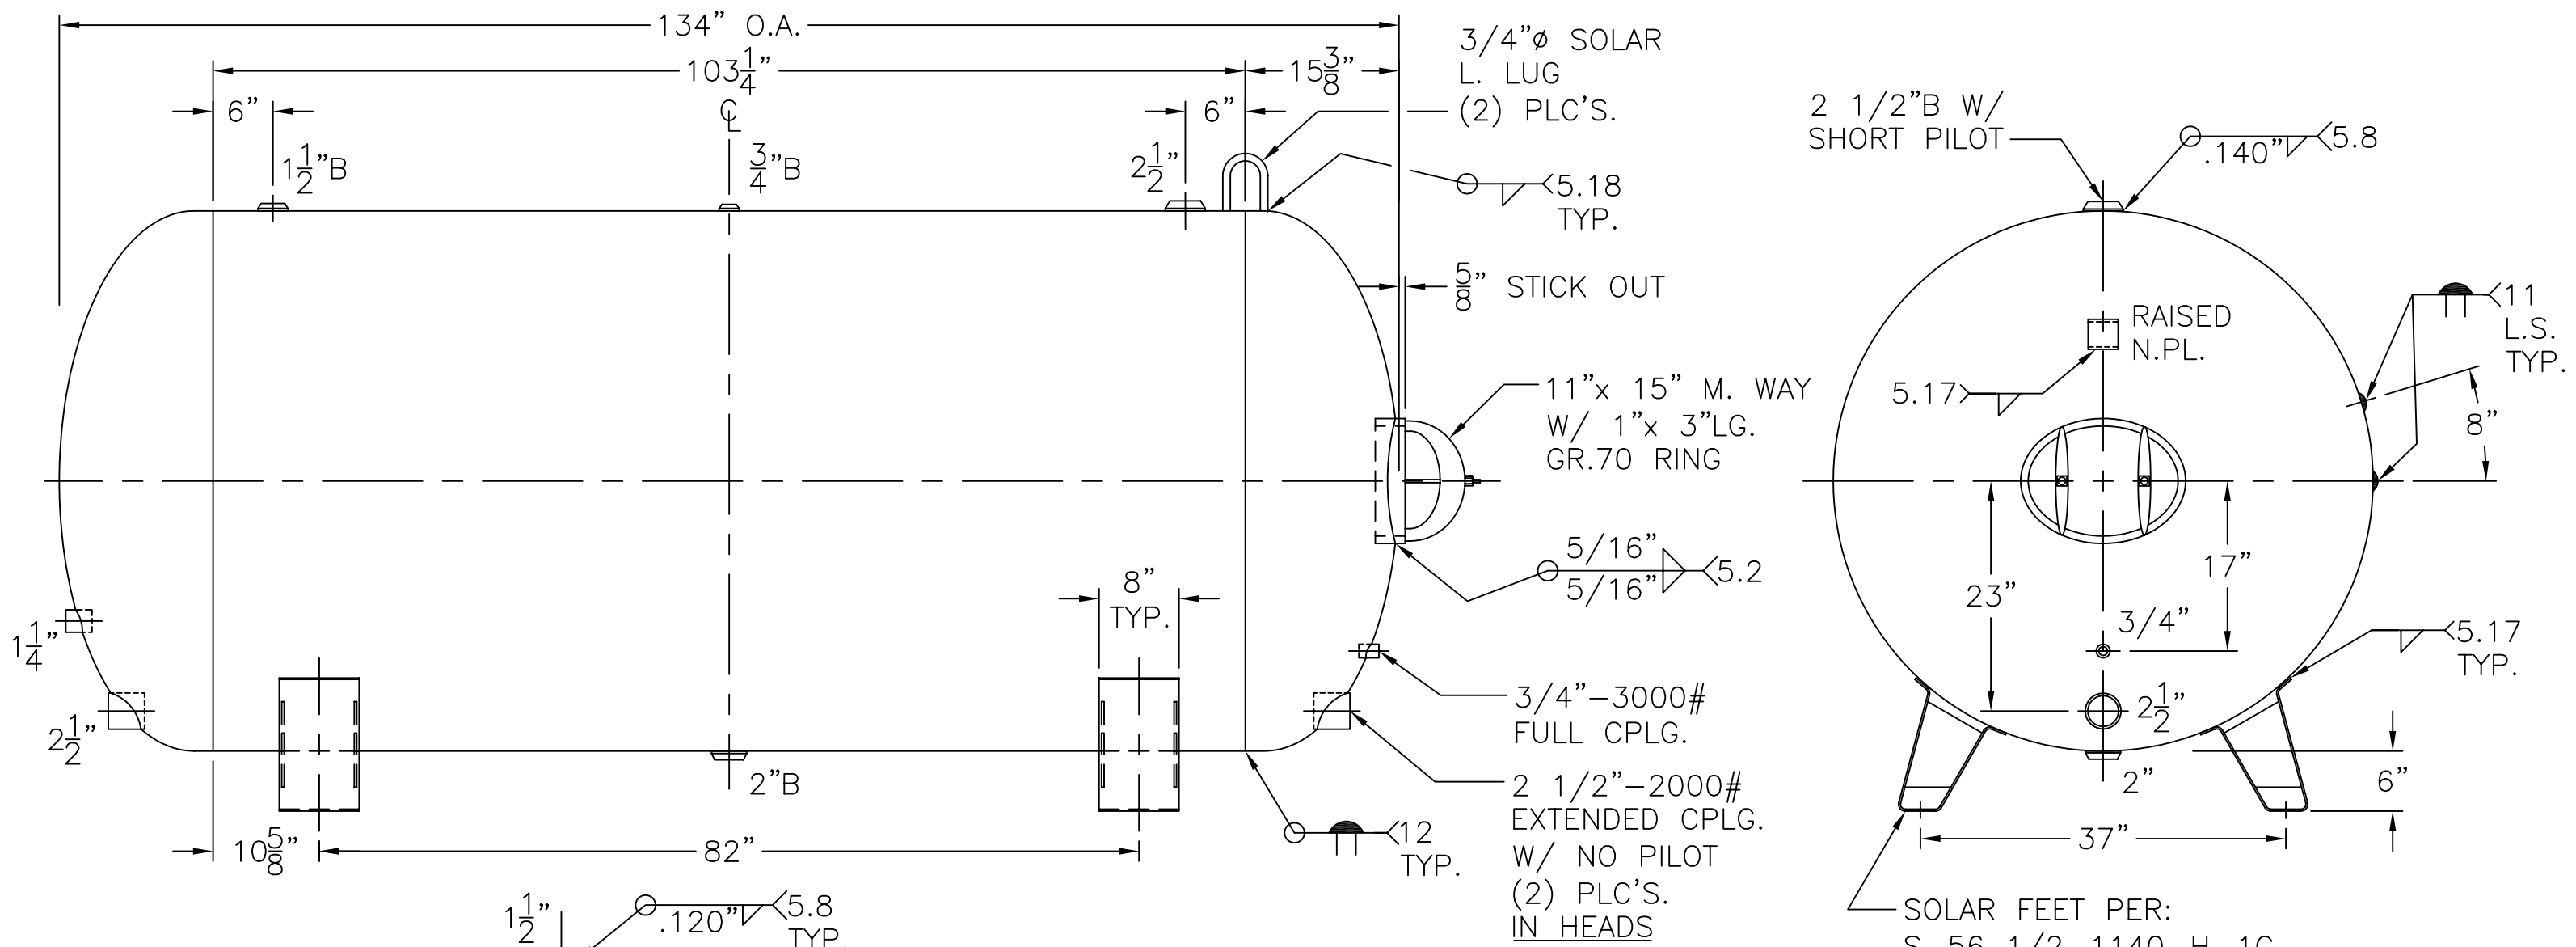 134" O.A.
103 1/4"
15 3/8"
3/4"ø SOLAR
L. LUG
(2) PLC'S.
6"
℄
6"
1 1/2"B
3/4"B
2 1/2"
5.18
TYP.
5/8" STICK OUT
11"x 15" M. WAY
W/ 1"x 3"LG.
GR.70 RING
5/16"
5/16"
5.2
8"
TYP.
1 1/4"
2 1/2"
3/4"-3000#
FULL CPLG.
2 1/2"-2000#
EXTENDED CPLG.
W/ NO PILOT
(2) PLC'S.
IN HEADS
2"B
12
TYP.
10 5/8"
82"
1 1/2"
.120"
5.8
TYP.
2 1/2"B W/
SHORT PILOT
.140"
5.8
RAISED
N.PL.
5.17
11
L.S.
TYP.
8"
23"
17"
3/4"
5.17
TYP.
2 1/2"
2"
6"
37"
SOLAR FEET PER: